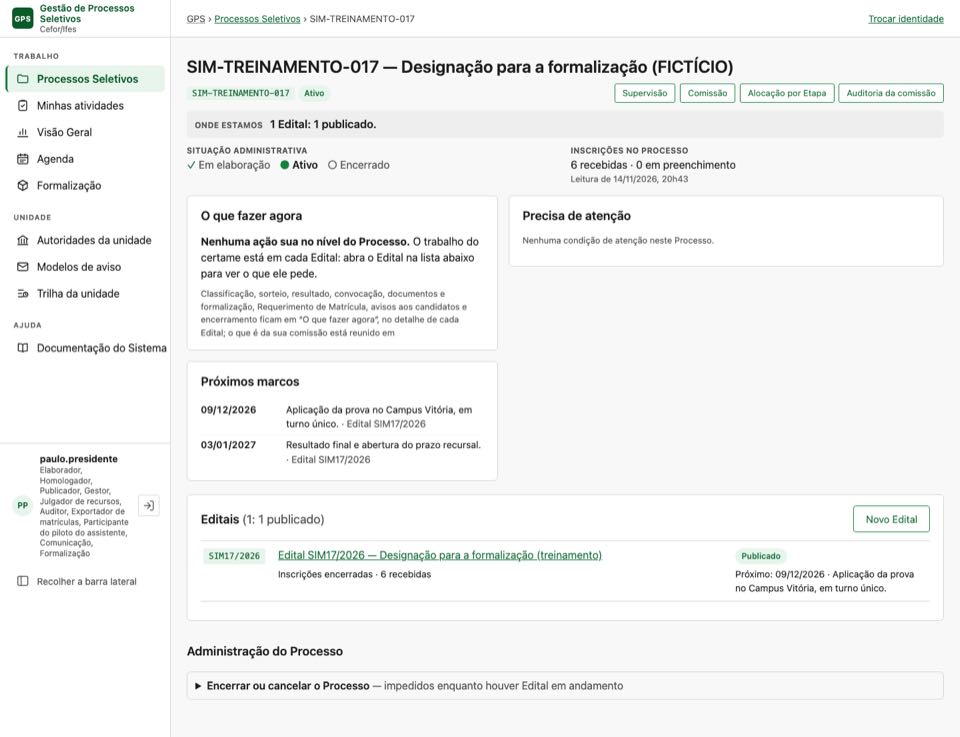 GPS
Gestão de Processos
Seletivos
Cefor/Ifes
TRABALHO
Processos Seletivos
Minhas atividades
Visão Geral
Agenda
Formalização
UNIDADE
Autoridades da unidade
Modelos de aviso
Trilha da unidade
AJUDA
Documentação do Sistema
PP
paulo.presidente
Elaborador,
Homologador,
Publicador, Gestor,
Julgador de recursos,
Auditor, Exportador de
matrículas, Participante
do piloto do assistente,
Comunicação,
Formalização
Recolher a barra lateral
GPS › Processos Seletivos › SIM-TREINAMENTO-017
Trocar identidade
SIM-TREINAMENTO-017 — Designação para a formalização (FICTÍCIO)
SIM-TREINAMENTO-017 Ativo
Supervisão Comissão Alocação por Etapa Auditoria da comissão
ONDE ESTAMOS 1 Edital: 1 publicado.
SITUAÇÃO ADMINISTRATIVA
✓ Em elaboração Ativo Encerrado
INSCRIÇÕES NO PROCESSO
6 recebidas · 0 em preenchimento
Leitura de 14/11/2026, 20h43
O que fazer agora
Nenhuma ação sua no nível do Processo. O trabalho do
certame está em cada Edital: abra o Edital na lista abaixo
para ver o que ele pede.
Classificação, sorteio, resultado, convocação, documentos e
formalização, Requerimento de Matrícula, avisos aos candidatos e
encerramento ficam em "O que fazer agora", no detalhe de cada
Edital; o que é da sua comissão está reunido em
Precisa de atenção
Nenhuma condição de atenção neste Processo.
Próximos marcos
09/12/2026 Aplicação da prova no Campus Vitória, em
turno único. · Edital SIM17/2026
03/01/2027 Resultado final e abertura do prazo recursal.
· Edital SIM17/2026
Editais (1: 1 publicado)
Novo Edital
SIM17/2026 Edital SIM17/2026 — Designação para a formalização (treinamento)
Inscrições encerradas · 6 recebidas
Publicado
Próximo: 09/12/2026 · Aplicação da prova
no Campus Vitória, em turno único.
Administração do Processo
▶ Encerrar ou cancelar o Processo — impedidos enquanto houver Edital em andamento